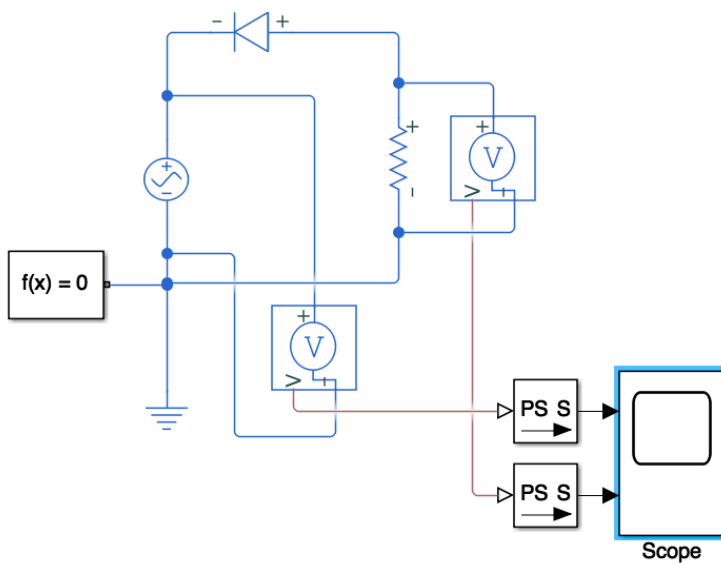 - +
+ + +
V
+
-
V -
f(x) = 0
+
V
V -
PS S
PS S
Scope